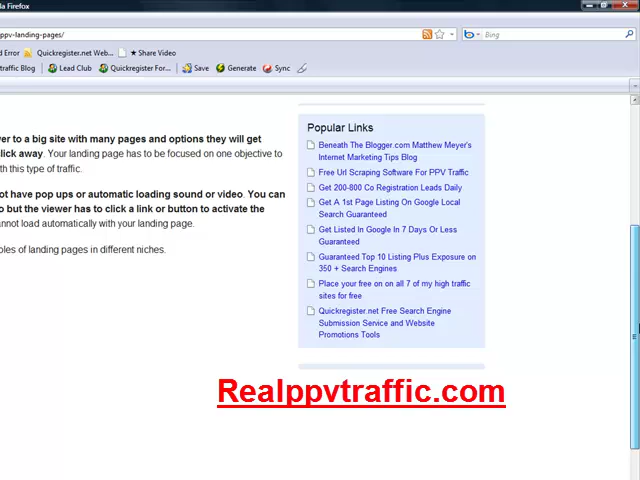 la Firefox
ppv-landing-pages/
Bing
d Error
Quickregister.net Web...
Share Video
traffic Blog
Lead Club
Quickregister For...
Save
Generate
Sync
Popular Links
Beneath The Blogger.com Matthew Meyer's
Internet Marketing Tips Blog
Free Url Scraping Software For PPV Traffic
Get 200-800 Co Registration Leads Daily
Get A 1st Page Listing On Google Local
Search Guaranteed
Get Listed In Google In 7 Days Or Less
Guaranteed
Guaranteed Top 10 Listing Plus Exposure on
350 + Search Engines
Place your free on on all 7 of my high traffic
sites for free
Quickregister.net Free Search Engine
Submission Service and Website
Promotions Tools
ver to a big site with many pages and options they will get
lick away. Your landing page has to be focused on one objective to
th this type of traffic.
ot have pop ups or automatic loading sound or video. You can
o but the viewer has to click a link or button to activate the
annot load automatically with your landing page.
ples of landing pages in different niches.
Realppvtraffic.com